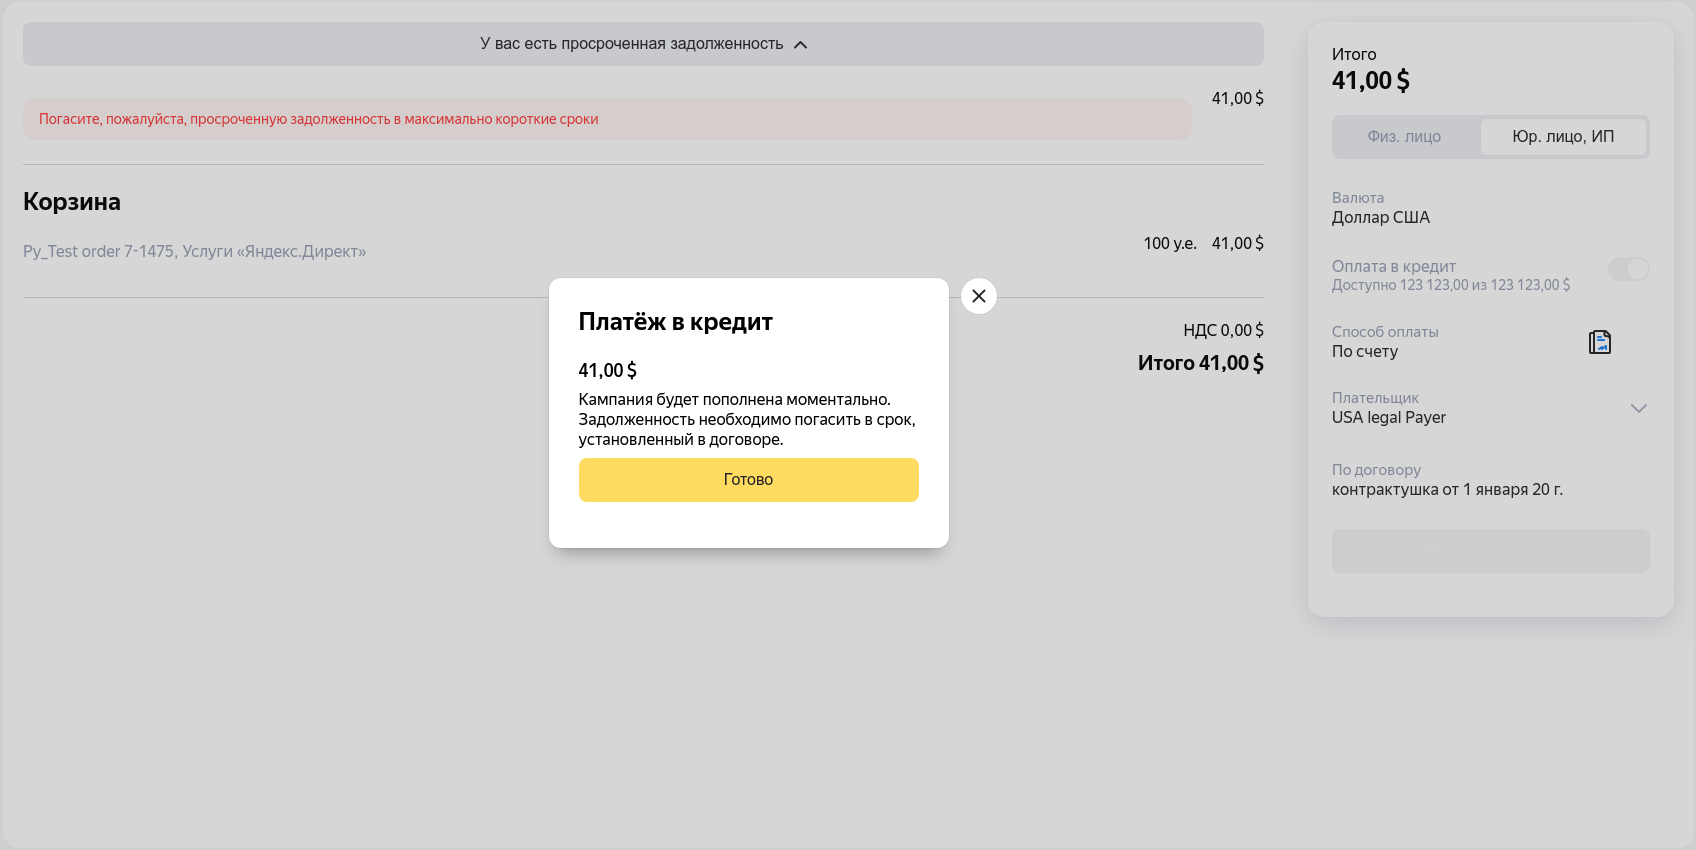 У вас есть просроченная задолженность
41,00 $
Погасите, пожалуйста, просроченную задолженность в максимально короткие сроки
Корзина
Py_Test order 7-1475, Услуги «Яндекс.Директ»
100 у.е. 41,00 $
НДС 0,00 $
Итого 41,00 $
Платёж в кредит
41,00 $
Кампания будет пополнена моментально.
Задолженность необходимо погасить в срок,
установленный в договоре.
Готово
Итого
41,00 $
Физ. лицо
Юр. лицо, ИП
Валюта
Доллар США
Оплата в кредит
Доступно 123 123,00 из 123 123,00 $
Способ оплаты
По счету
Плательщик
USA legal Payer
По договору
контрактушка от 1 января 20 г.